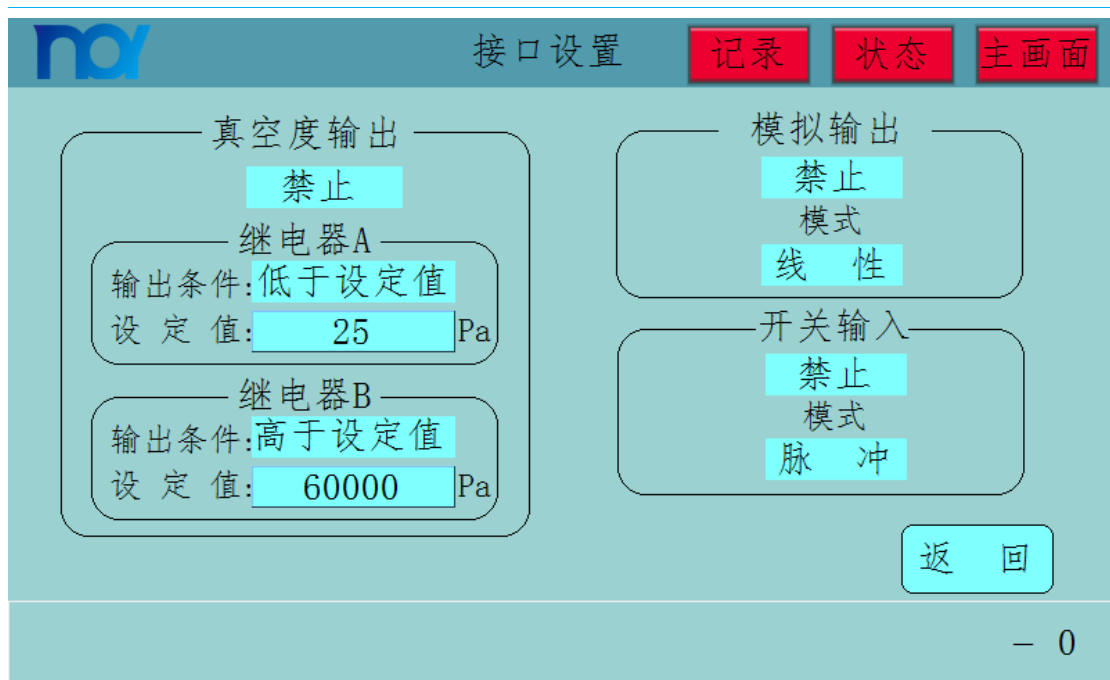 noy
接口设置 记录 状态 主画面
真空度输出
禁止
继电器A
输出条件:低于设定值
设 定 值: 25 Pa
继电器B
输出条件:高于设定值
设 定 值: 60000 Pa
模拟输出
禁止
模式
线 性
开关输入
禁止
模式
脉 冲
返 回
- 0